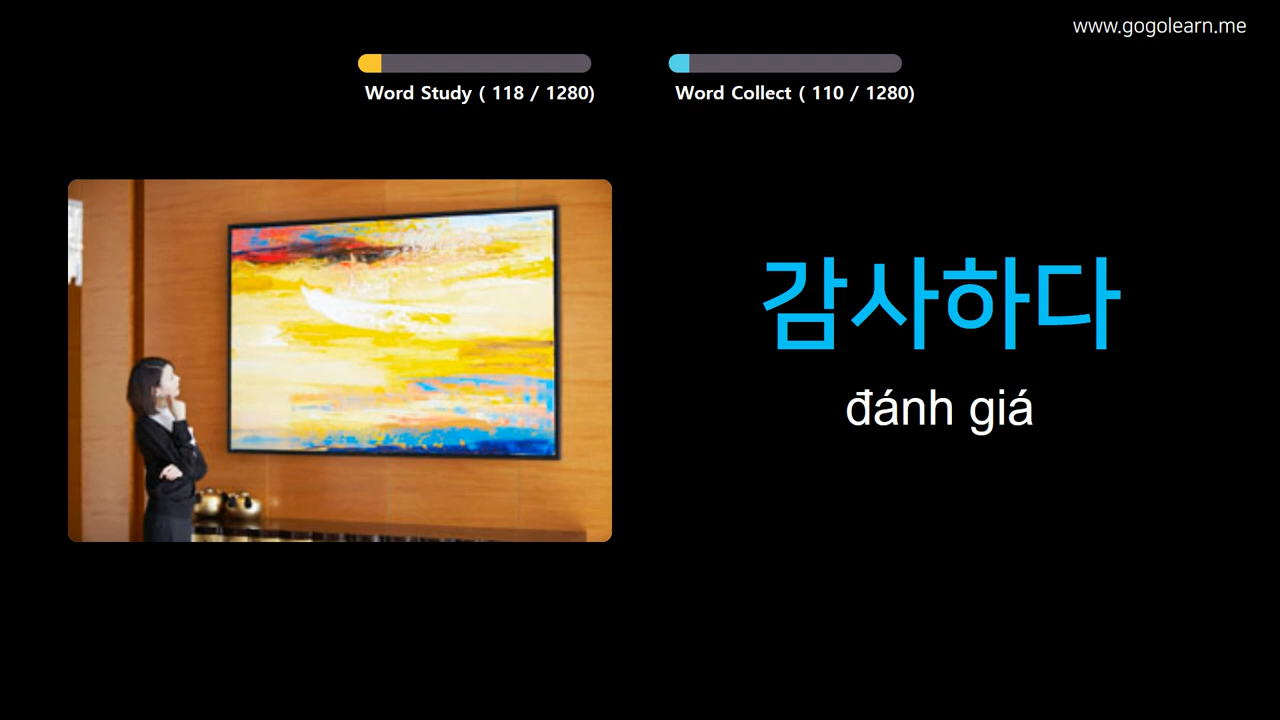 www.gogolearn.me
Word Study ( 118 / 1280)
Word Collect ( 110 / 1280)
감사하다
đánh giá